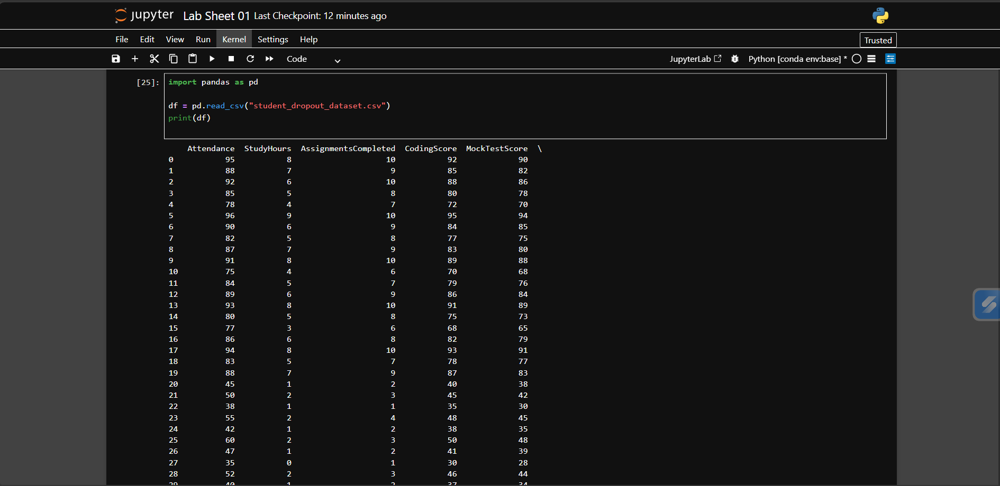 jupyter Lab Sheet 01 Last Checkpoint: 12 minutes ago
File Edit View Run Kernel Settings Help
Trusted
Code
JupyterLab Python [conda env:base] *
[25]: import pandas as pd
df = pd.read_csv("student_dropout_dataset.csv")
print(df)
Attendance StudyHours AssignmentsCompleted CodingScore MockTestScore \
0 95 8 10 92 90
1 88 7 9 85 82
2 92 6 10 88 86
3 85 5 8 80 78
4 78 4 7 72 70
5 96 9 10 95 94
6 90 6 9 84 85
7 82 5 8 77 75
8 87 7 9 83 80
9 91 8 10 89 88
10 75 4 6 70 68
11 84 5 7 79 76
12 89 6 9 86 84
13 93 8 10 91 89
14 80 5 8 75 73
15 77 3 6 68 65
16 86 6 8 82 79
17 94 8 10 93 91
18 83 5 7 78 77
19 88 7 9 87 83
20 45 1 2 40 38
21 50 2 3 45 42
22 38 1 1 35 30
23 55 2 4 48 45
24 42 1 2 38 35
25 60 2 3 50 48
26 47 1 2 41 39
27 35 0 1 30 28
28 52 2 3 46 44
29 40 1 2 37 34